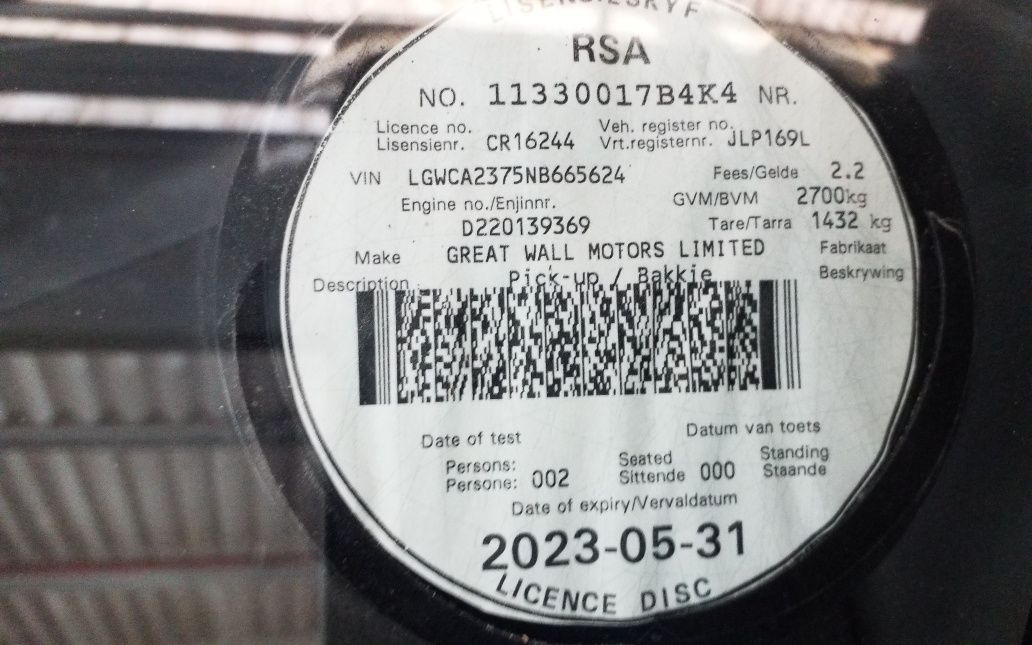 LISENSIESKYF
RSA
NO. 11330017B4K4 NR.
Licence no. Veh. register no.
Lisensienr. CR16244 Vrt.registernr. JLP169L
VIN LGWCA2375NB665624 Fees/Gelde 2.2
Engine no./Enjinnr. GVM/BVM 2700kg
D220139369 Tare/Tarra 1432 kg
Make GREAT WALL MOTORS LIMITED Fabrikaat
Description Pick-up / Bakkie Beskrywing
Date of test Datum van toets
Persons: Seated Standing
Persone: 002 Sittende 000 Staande
Date of expiry/Vervaldatum
2023-05-31
LICENCE DISC